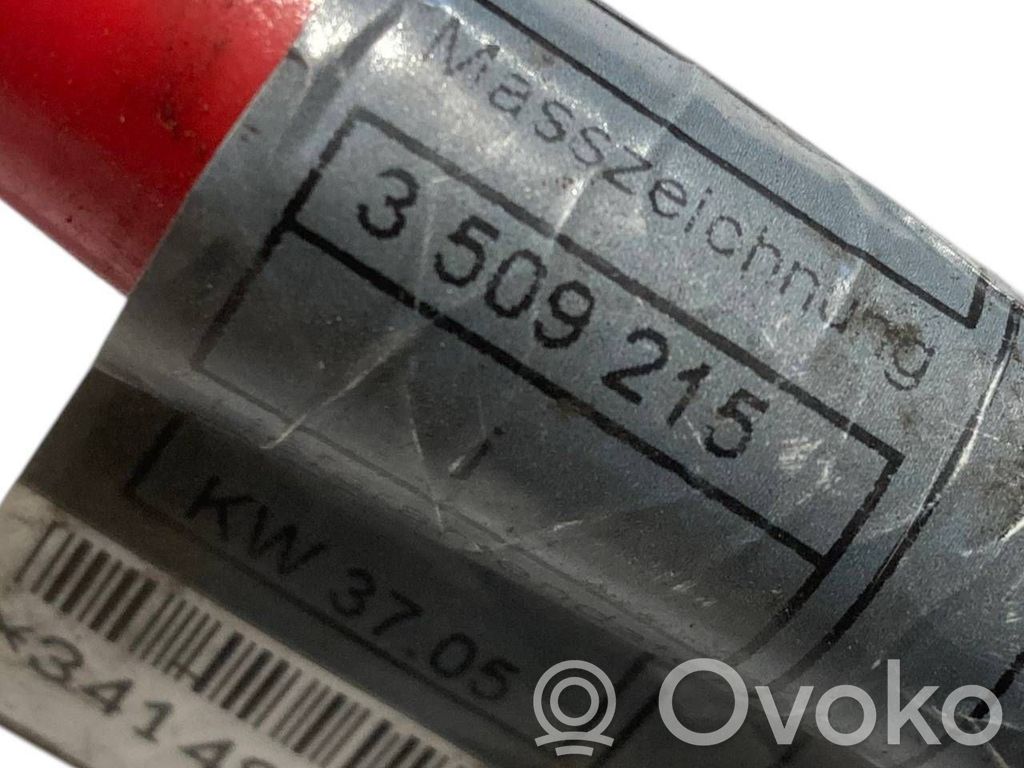 Masszeichnung
3 509 215
i
KW 37.05
Ovoko